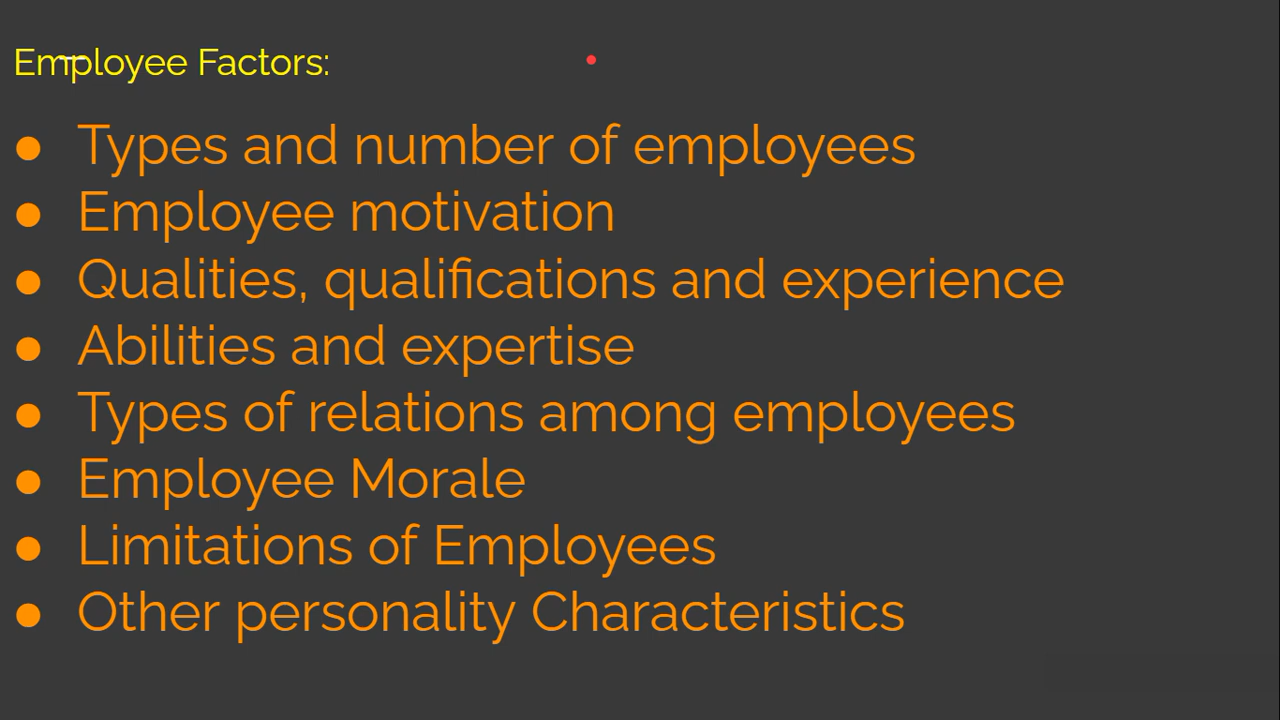 Employee Factors:
● Types and number of employees
● Employee motivation
● Qualities, qualifications and experience
● Abilities and expertise
● Types of relations among employees
● Employee Morale
● Limitations of Employees
● Other personality Characteristics